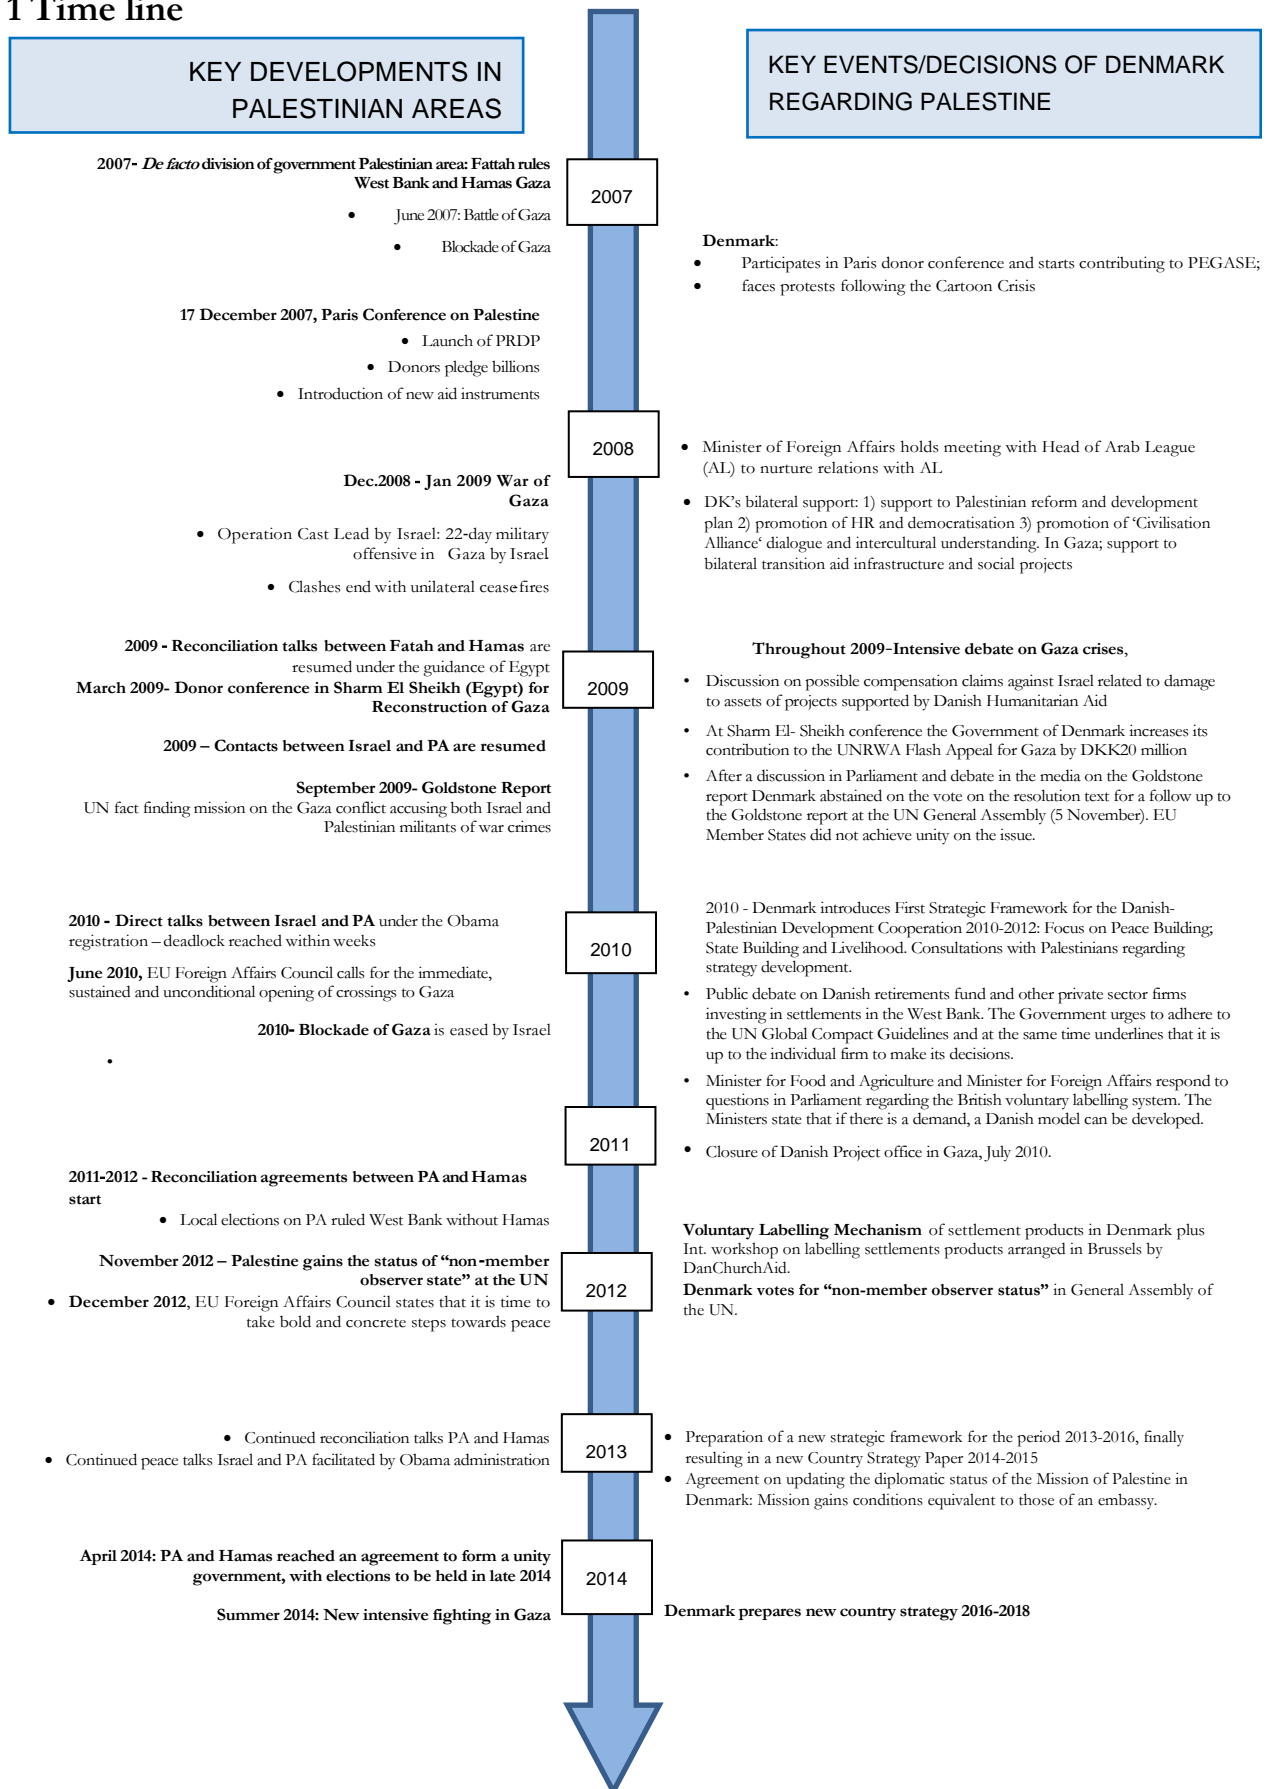 1 Time line
KEY DEVELOPMENTS IN
PALESTINIAN AREAS
KEY EVENTS/DECISIONS OF DENMARK
REGARDING PALESTINE
2007- De facto division of government Palestinian area: Fattah rules
West Bank and Hamas Gaza
• June 2007: Battle of Gaza
• Blockade of Gaza
2007
Denmark:
• Participates in Paris donor conference and starts contributing to PEGASE;
• faces protests following the Cartoon Crisis
17 December 2007, Paris Conference on Palestine
• Launch of PRDP
• Donors pledge billions
• Introduction of new aid instruments
2008
• Minister of Foreign Affairs holds meeting with Head of Arab League
(AL) to nurture relations with AL
• DK's bilateral support: 1) support to Palestinian reform and development
plan 2) promotion of HR and democratisation 3) promotion of 'Civilisation
Alliance' dialogue and intercultural understanding. In Gaza; support to
bilateral transition aid infrastructure and social projects
Dec.2008 - Jan 2009 War of
Gaza
• Operation Cast Lead by Israel: 22-day military
offensive in Gaza by Israel
• Clashes end with unilateral cease-fires
2009 - Reconciliation talks between Fatah and Hamas are
resumed under the guidance of Egypt
March 2009- Donor conference in Sharm El Sheikh (Egypt) for
Reconstruction of Gaza
2009 – Contacts between Israel and PA are resumed
September 2009- Goldstone Report
UN fact finding mission on the Gaza conflict accusing both Israel and
Palestinian militants of war crimes
2009
Throughout 2009-Intensive debate on Gaza crises,
• Discussion on possible compensation claims against Israel related to damage
to assets of projects supported by Danish Humanitarian Aid
• At Sharm El- Sheikh conference the Government of Denmark increases its
contribution to the UNRWA Flash Appeal for Gaza by DKK20 million
• After a discussion in Parliament and debate in the media on the Goldstone
report Denmark abstained on the vote on the resolution text for a follow up to
the Goldstone report at the UN General Assembly (5 November). EU
Member States did not achieve unity on the issue.
2010 - Direct talks between Israel and PA under the Obama
registration – deadlock reached within weeks
June 2010, EU Foreign Affairs Council calls for the immediate,
sustained and unconditional opening of crossings to Gaza
2010- Blockade of Gaza is eased by Israel
•
2010
2010 - Denmark introduces First Strategic Framework for the Danish-
Palestinian Development Cooperation 2010-2012: Focus on Peace Building;
State Building and Livelihood. Consultations with Palestinians regarding
strategy development.
• Public debate on Danish retirements fund and other private sector firms
investing in settlements in the West Bank. The Government urges to adhere to
the UN Global Compact Guidelines and at the same time underlines that it is
up to the individual firm to make its decisions.
• Minister for Food and Agriculture and Minister for Foreign Affairs respond to
questions in Parliament regarding the British voluntary labelling system. The
Ministers state that if there is a demand, a Danish model can be developed.
• Closure of Danish Project office in Gaza, July 2010.
2011
2011-2012 - Reconciliation agreements between PA and Hamas
start
• Local elections on PA ruled West Bank without Hamas
November 2012 – Palestine gains the status of “non-member
observer state” at the UN
• December 2012, EU Foreign Affairs Council states that it is time to
take bold and concrete steps towards peace
2012
Voluntary Labelling Mechanism of settlement products in Denmark plus
Int. workshop on labelling settlements products arranged in Brussels by
DanChurchAid.
Denmark votes for “non-member observer status” in General Assembly of
the UN.
• Continued reconciliation talks PA and Hamas
• Continued peace talks Israel and PA facilitated by Obama administration
2013
• Preparation of a new strategic framework for the period 2013-2016, finally
resulting in a new Country Strategy Paper 2014-2015
• Agreement on updating the diplomatic status of the Mission of Palestine in
Denmark: Mission gains conditions equivalent to those of an embassy.
April 2014: PA and Hamas reached an agreement to form a unity
government, with elections to be held in late 2014
Summer 2014: New intensive fighting in Gaza
2014
Denmark prepares new country strategy 2016-2018